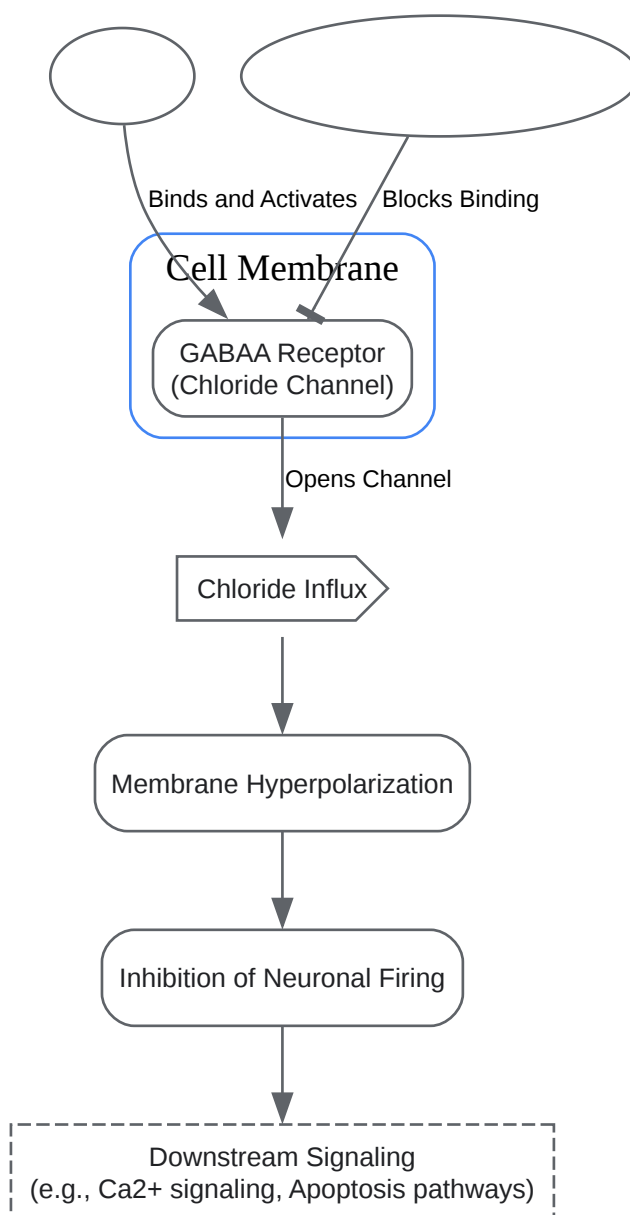 Binds and Activates
Blocks Binding
Cell Membrane
GABAA Receptor
(Chloride Channel)
Opens Channel
Chloride Influx
Membrane Hyperpolarization
Inhibition of Neuronal Firing
Downstream Signaling
(e.g., Ca2+ signaling, Apoptosis pathways)